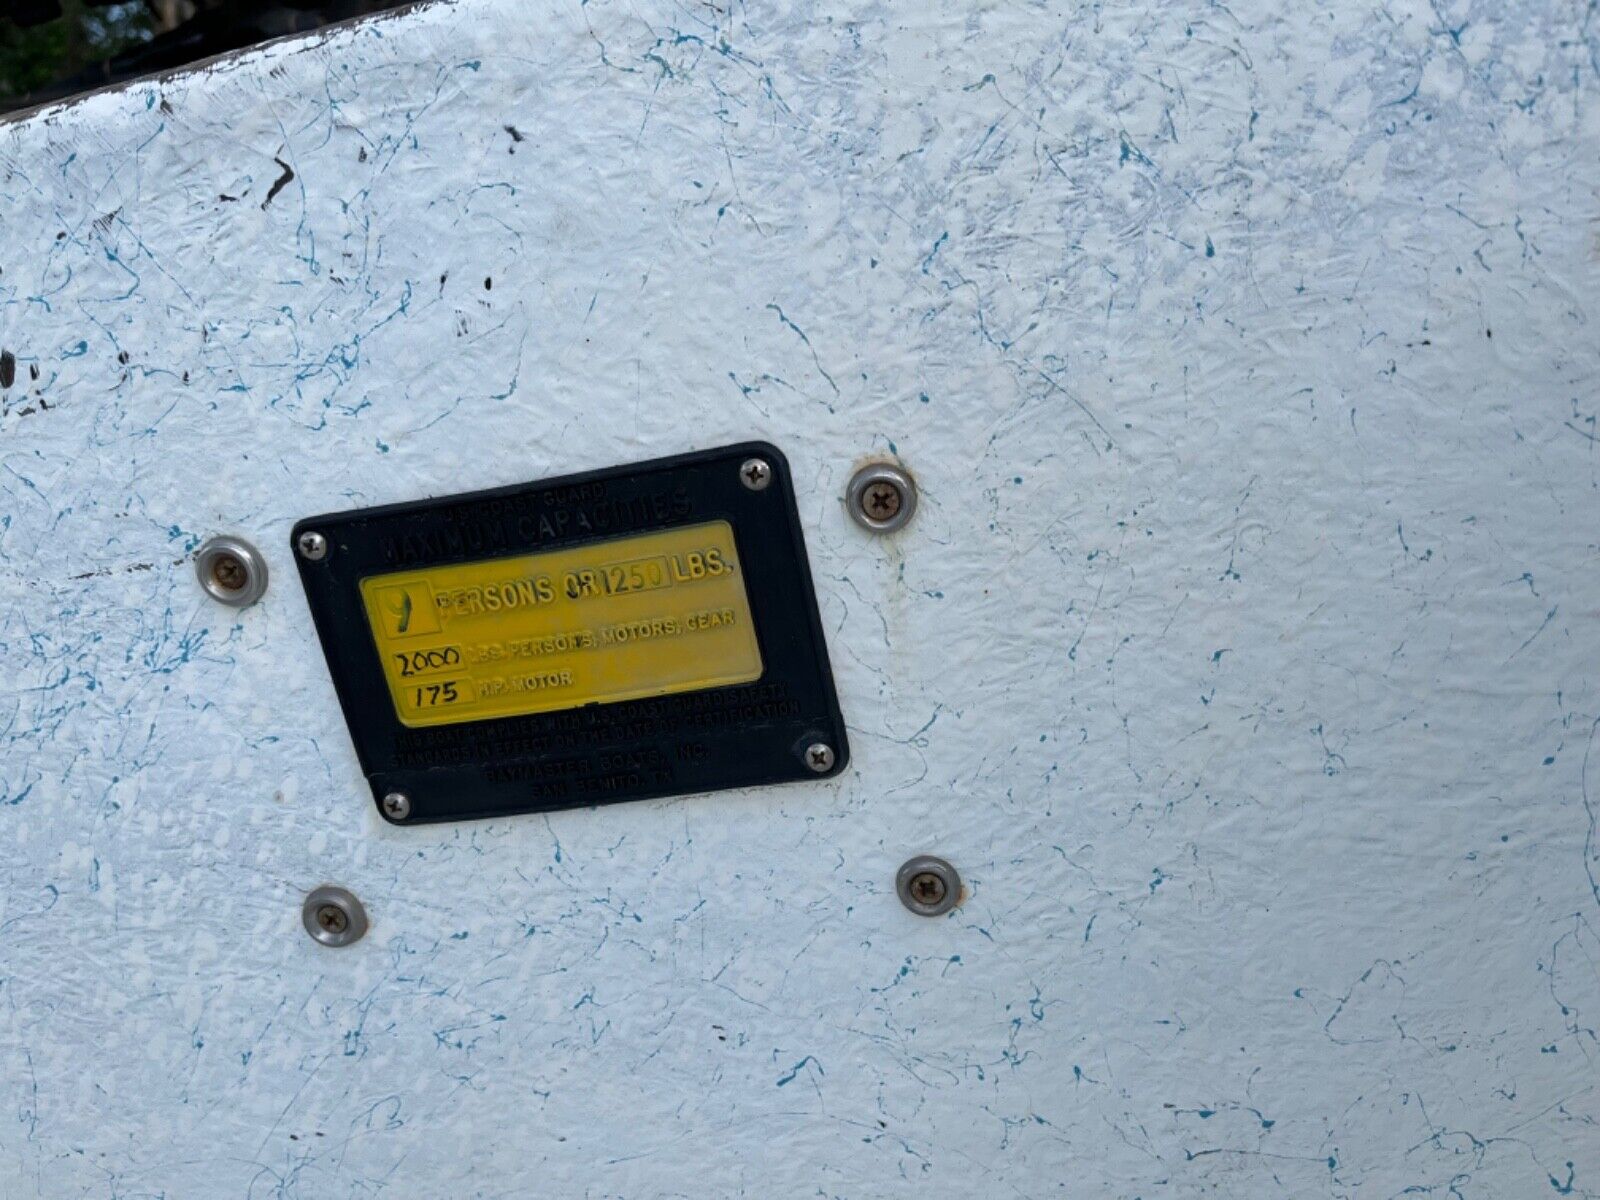 U.S. COAST GUARD
MAXIMUM CAPACITIES
9 PERSONS OR 1250 LBS.
2000 LBS. PERSONS, MOTORS, GEAR
175 H.P. MOTOR
THIS BOAT COMPLIES WITH U.S. COAST GUARD SAFETY
STANDARDS IN EFFECT ON THE DATE OF CERTIFICATION
BAYMASTER BOATS, INC.
SAN BENITO, TX